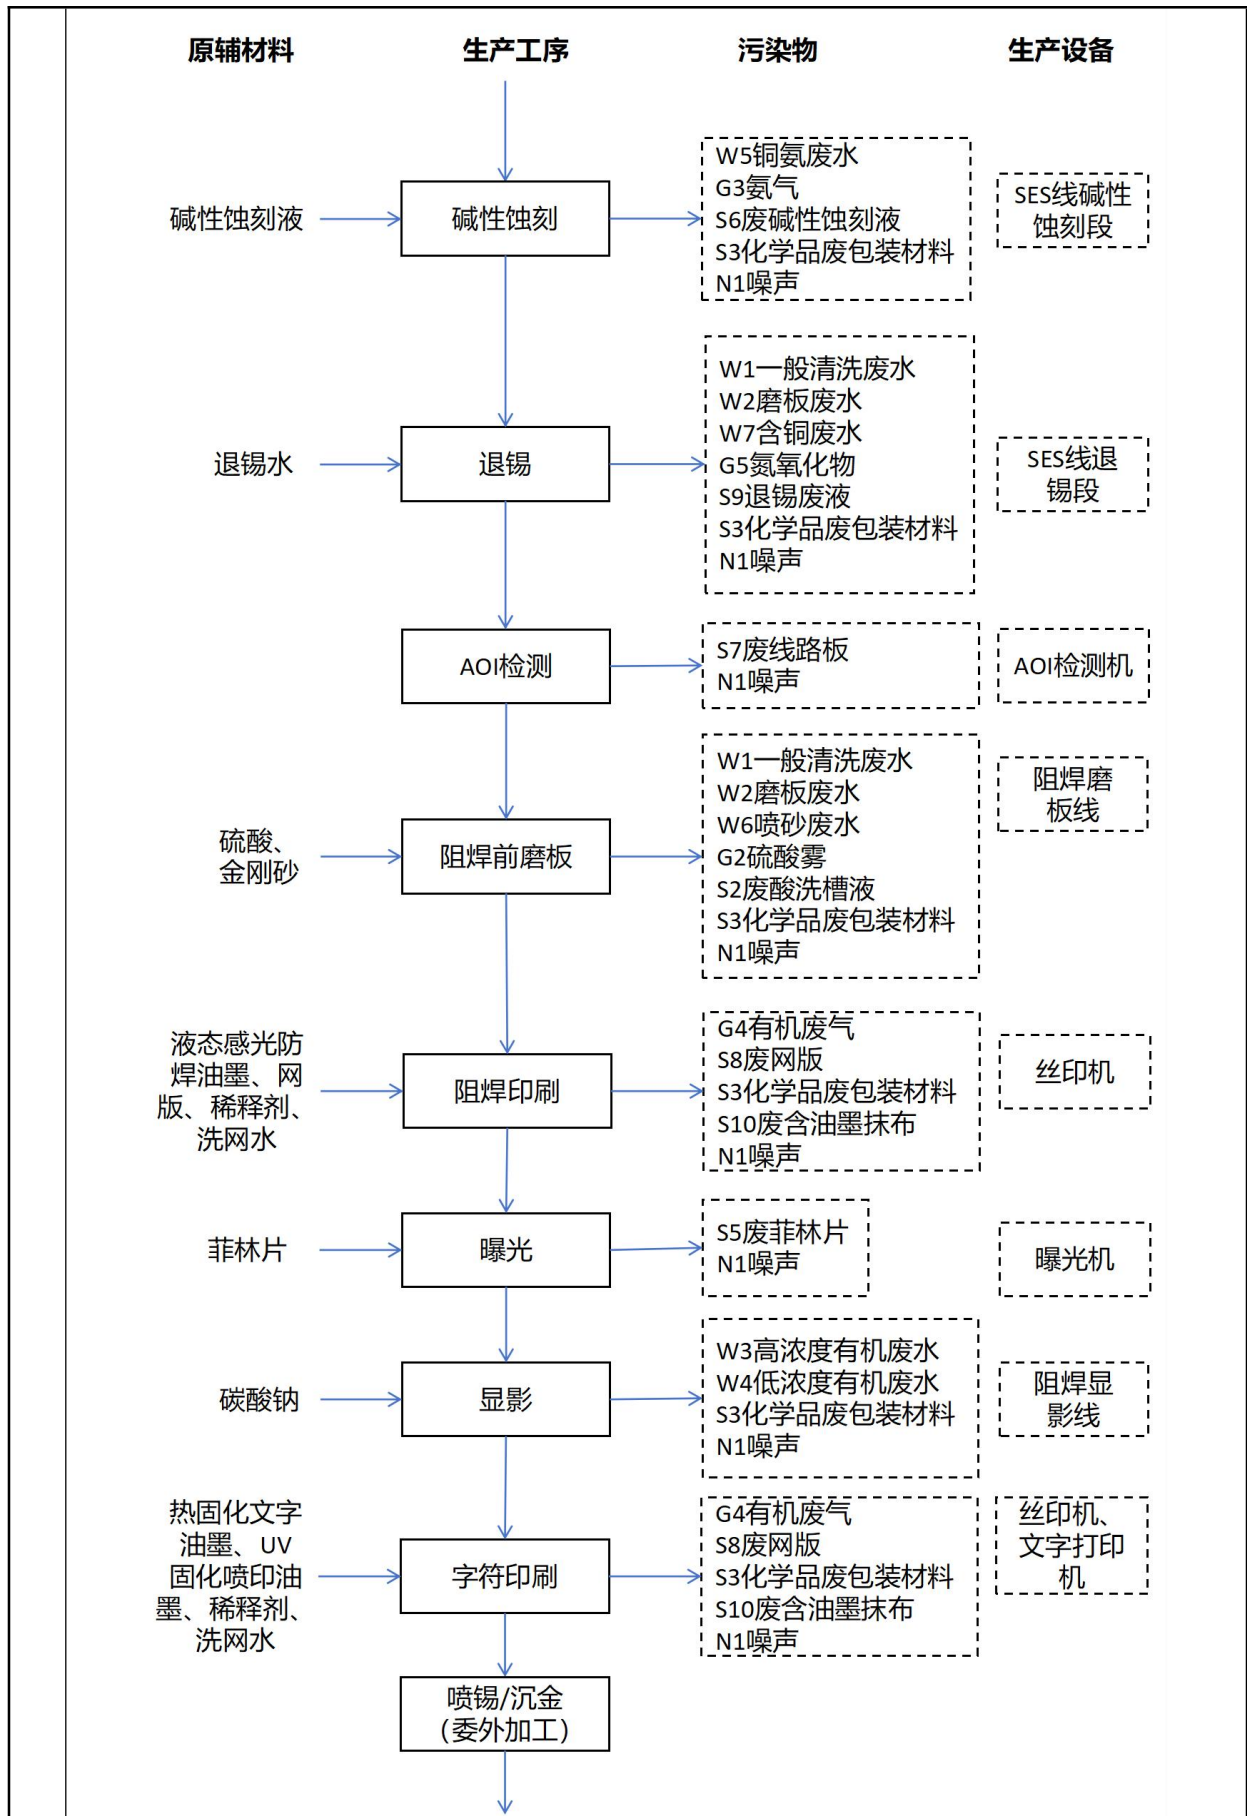 原辅材料
生产工序
污染物
生产设备
碱性蚀刻液
碱性蚀刻
W5铜氨废水
G3氨气
S6废碱性蚀刻液
S3化学品废包装材料
N1噪声
SES线碱性
蚀刻段
退锡水
退锡
W1一般清洗废水
W2磨板废水
W7含铜废水
G5氮氧化物
S9退锡废液
S3化学品废包装材料
N1噪声
SES线退
锡段
AOI检测
S7废线路板
N1噪声
AOI检测机
硫酸、
金刚砂
阻焊前磨板
W1一般清洗废水
W2磨板废水
W6喷砂废水
G2硫酸雾
S2废酸洗槽液
S3化学品废包装材料
N1噪声
阻焊磨
板线
液态感光防
焊油墨、网
版、稀释剂、
洗网水
阻焊印刷
G4有机废气
S8废网版
S3化学品废包装材料
S10废含油墨抹布
N1噪声
丝印机
菲林片
曝光
S5废菲林片
N1噪声
曝光机
碳酸钠
显影
W3高浓度有机废水
W4低浓度有机废水
S3化学品废包装材料
N1噪声
阻焊显
影线
热固化文字
油墨、UV
固化喷印油
墨、稀释剂、
洗网水
字符印刷
G4有机废气
S8废网版
S3化学品废包装材料
S10废含油墨抹布
N1噪声
丝印机、
文字打印
机
喷锡/沉金
（委外加工）